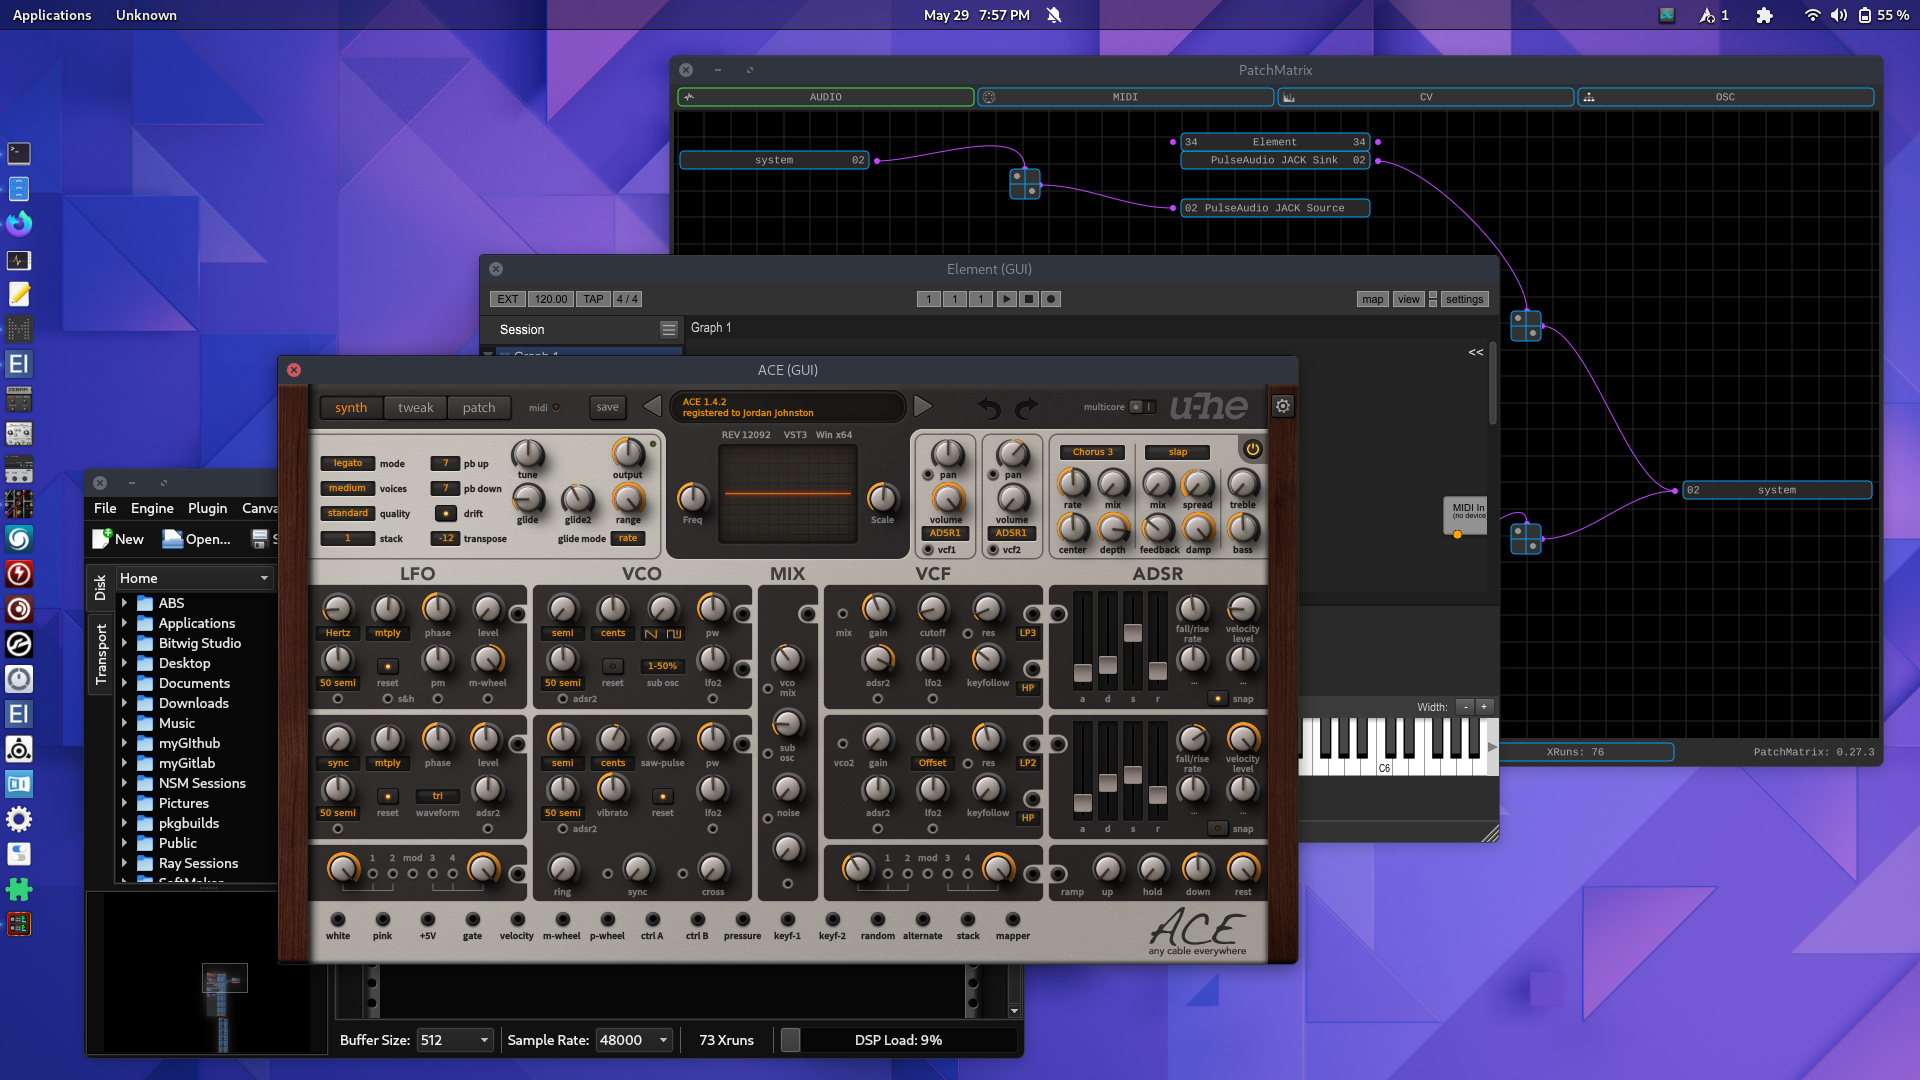 Applications
Unknown
May 29 7:57 PM
1
55 %
PatchMatrix
AUDIO
MIDI
CV
OSC
system 02
34 Element 34
PulseAudio JACK Sink 02
02 PulseAudio JACK Source
02 system
XRuns: 76
PatchMatrix: 0.27.3
Element (GUI)
EXT 120.00 TAP 4 / 4
1 1 1
map view settings
Session
Graph 1
<<
MIDI In
(no device
Width: - +
C6
ACE (GUI)
synth tweak patch
midi
save
ACE 1.4.2
registered to Jordan Johnston
multicore
u-he
REV 12092 VST3 Win x64
legato mode 7 pb up
medium voices 7 pb down
standard quality drift
1 stack -12 transpose
tune output
glide glide2 range
glide mode rate
Freq
Scale
pan pan
volume volume
ADSR1 ADSR1
vcf1 vcf2
Chorus 3 slap
rate mix mix spread treble
center depth feedback damp bass
LFO VCO MIX VCF ADSR
Hertz mtply phase level
50 semi reset pm m-wheel
s&h
semi cents pw
50 semi reset 1-50% sub osc lfo2
adsr2
vco mix
sub osc
noise
mix gain cutoff res LP3
adsr2 lfo2 keyfollow HP
a d s r
fall/rise rate velocity level
... ...
snap
sync mtply phase level
50 semi reset tri waveform adsr2
semi cents saw-pulse pw
50 semi vibrato reset lfo2
adsr2
vco2 gain Offset res LP2
adsr2 lfo2 keyfollow HP
a d s r
fall/rise rate velocity level
... ...
snap
1 2 mod 3 4
ring sync cross
1 2 mod 3 4
ramp up hold down rest
white pink +5V gate velocity m-wheel p-wheel ctrl A ctrl B pressure keyf-1 keyf-2 random alternate stack mapper
ACE
any cable everywhere
File Engine Plugin Canva
New Open... S
Disk
Transport
Home
ABS
Applications
Bitwig Studio
Desktop
Documents
Downloads
Music
myGIthub
myGitlab
NSM Sessions
Pictures
pkgbuilds
Public
Ray Sessions
Buffer Size: 512
Sample Rate: 48000
73 Xruns
DSP Load: 9%